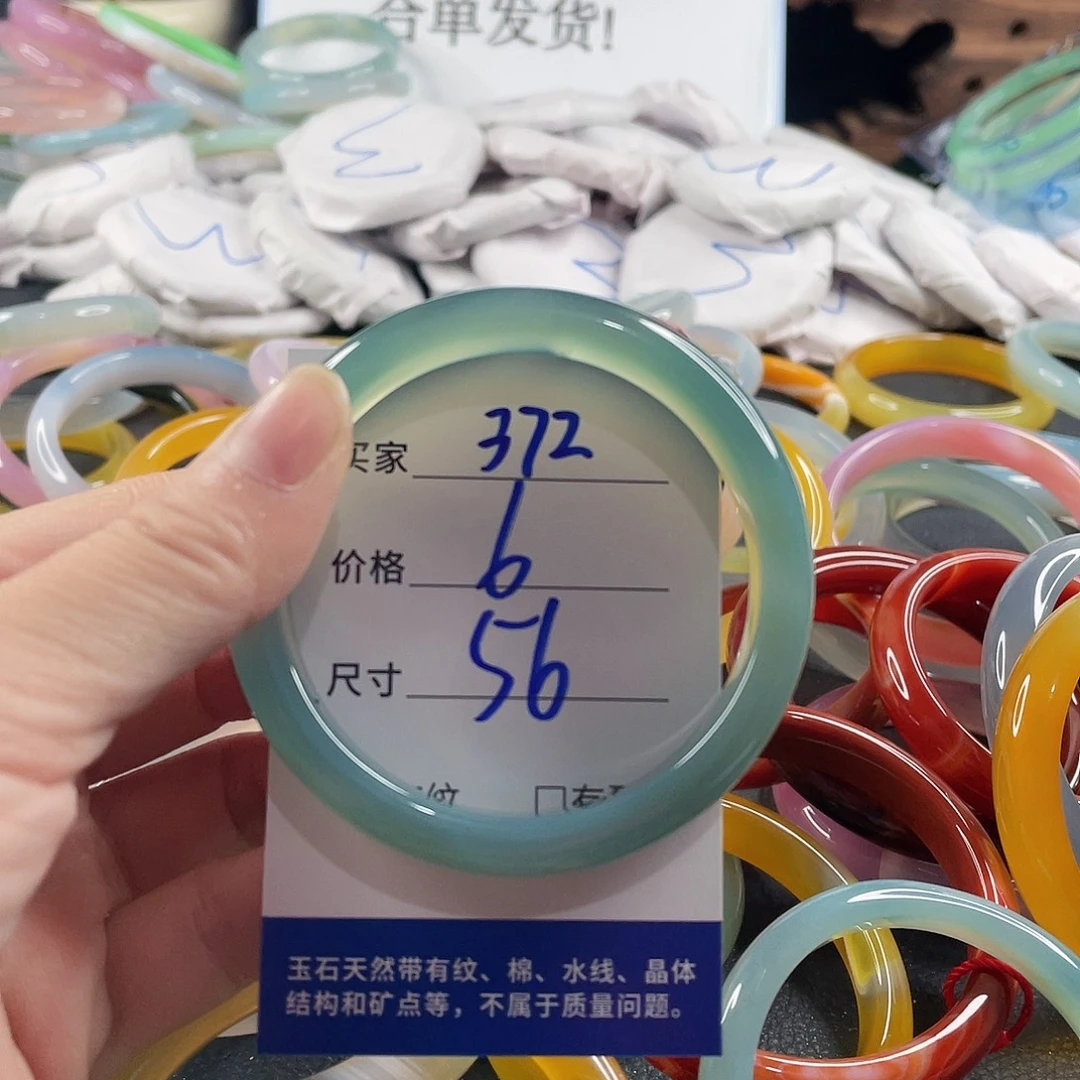 合单发货!
买家 372
价格 6
尺寸 56
纹 □有
玉石天然带有纹、棉、水线、晶体
结构和矿点等，不属于质量问题。